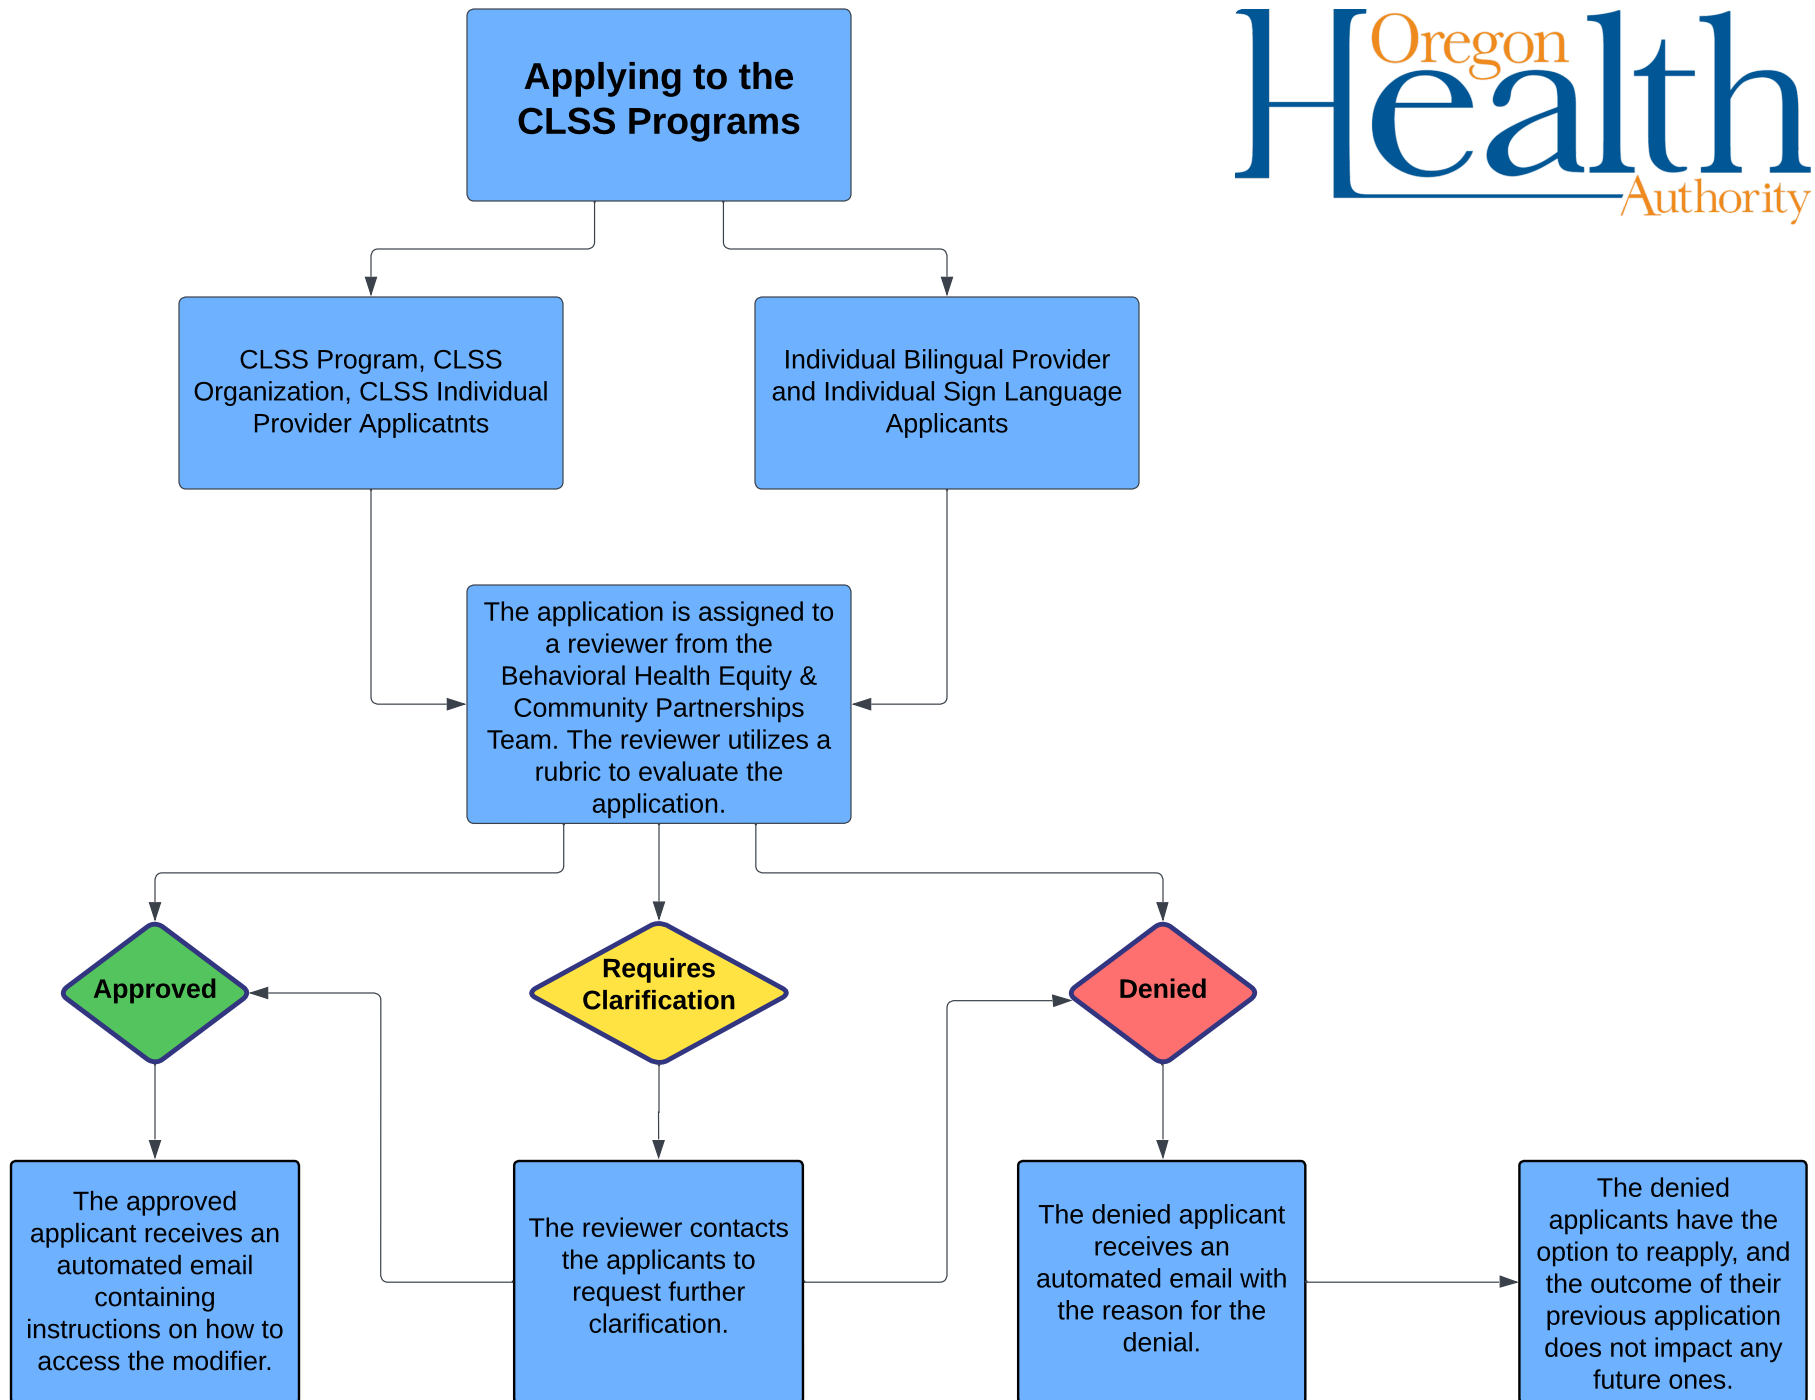 Applying to the
CLSS Programs
Oregon
Health
Authority
CLSS Program, CLSS
Organization, CLSS Individual
Provider Applicatnts
Individual Bilingual Provider
and Individual Sign Language
Applicants
The application is assigned to
a reviewer from the
Behavioral Health Equity &
Community Partnerships
Team. The reviewer utilizes a
rubric to evaluate the
application.
Approved
Requires
Clarification
Denied
The approved
applicant receives an
automated email
containing
instructions on how to
access the modifier.
The reviewer contacts
the applicants to
request further
clarification.
The denied applicant
receives an
automated email with
the reason for the
denial.
The denied
applicants have the
option to reapply, and
the outcome of their
previous application
does not impact any
future ones.